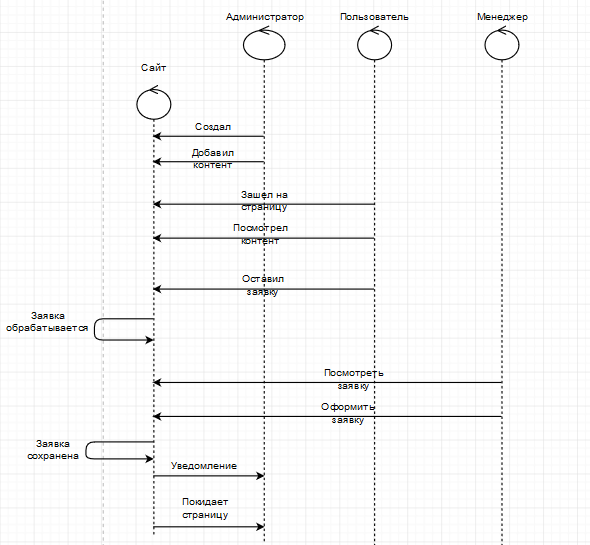 Администратор
Пользователь
Менеджер
Сайт
Создал
Добавил
контент
Зашел на
страницу
Посмотрел
контент
Оставил
заявку
Заявка
обрабатывается
Посмотреть
заявку
Оформить
заявку
Заявка
сохранена
Уведомление
Покидает
страницу